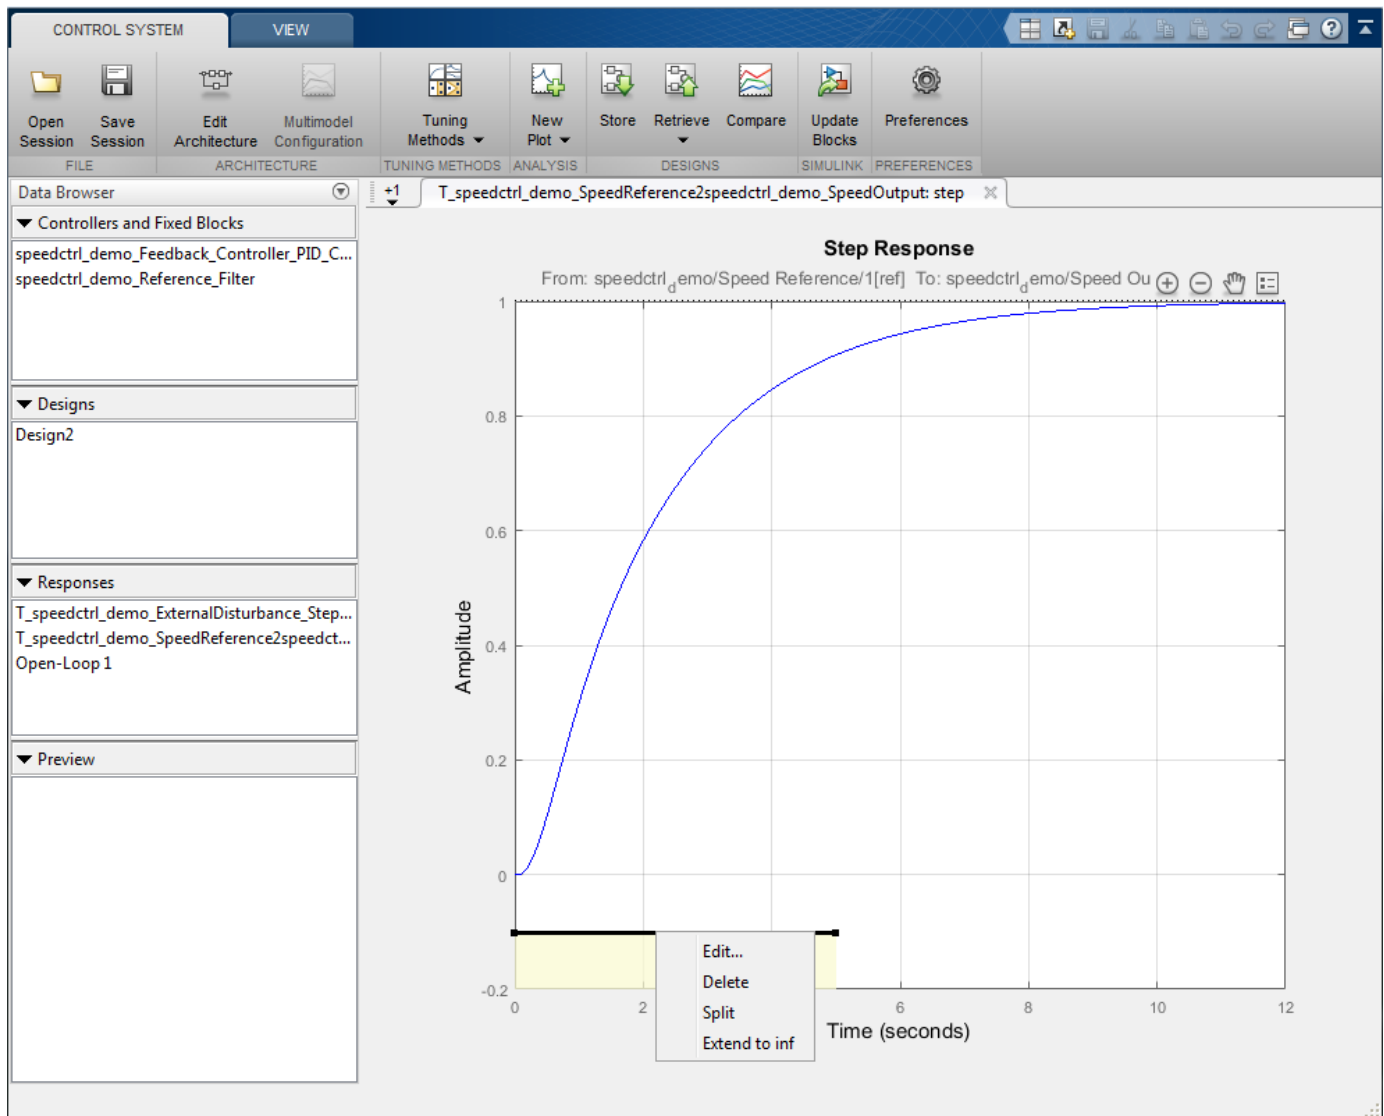 CONTROL SYSTEM
VIEW
Open Session
Save Session
Edit Architecture
Multimodel Configuration
Tuning Methods
New Plot
Store
Retrieve
Compare
Update Blocks
Preferences
FILE
ARCHITECTURE
TUNING METHODS
ANALYSIS
DESIGNS
SIMULINK
PREFERENCES
Data Browser
+1
T_speedctrl_demo_SpeedReference2speedctrl_demo_SpeedOutput: step
Controllers and Fixed Blocks
speedctrl_demo_Feedback_Controller_PID_C...
speedctrl_demo_Reference_Filter
Designs
Design2
Responses
T_speedctrl_demo_ExternalDisturbance_Step...
T_speedctrl_demo_SpeedReference2speedct...
Open-Loop 1
Preview
Step Response
From: speedctrl_demo/Speed Reference/1[ref] To: speedctrl_demo/Speed Ou
1
0.8
0.6
0.4
0.2
0
-0.2
Amplitude
0
2
6
8
10
12
Time (seconds)
Edit...
Delete
Split
Extend to inf